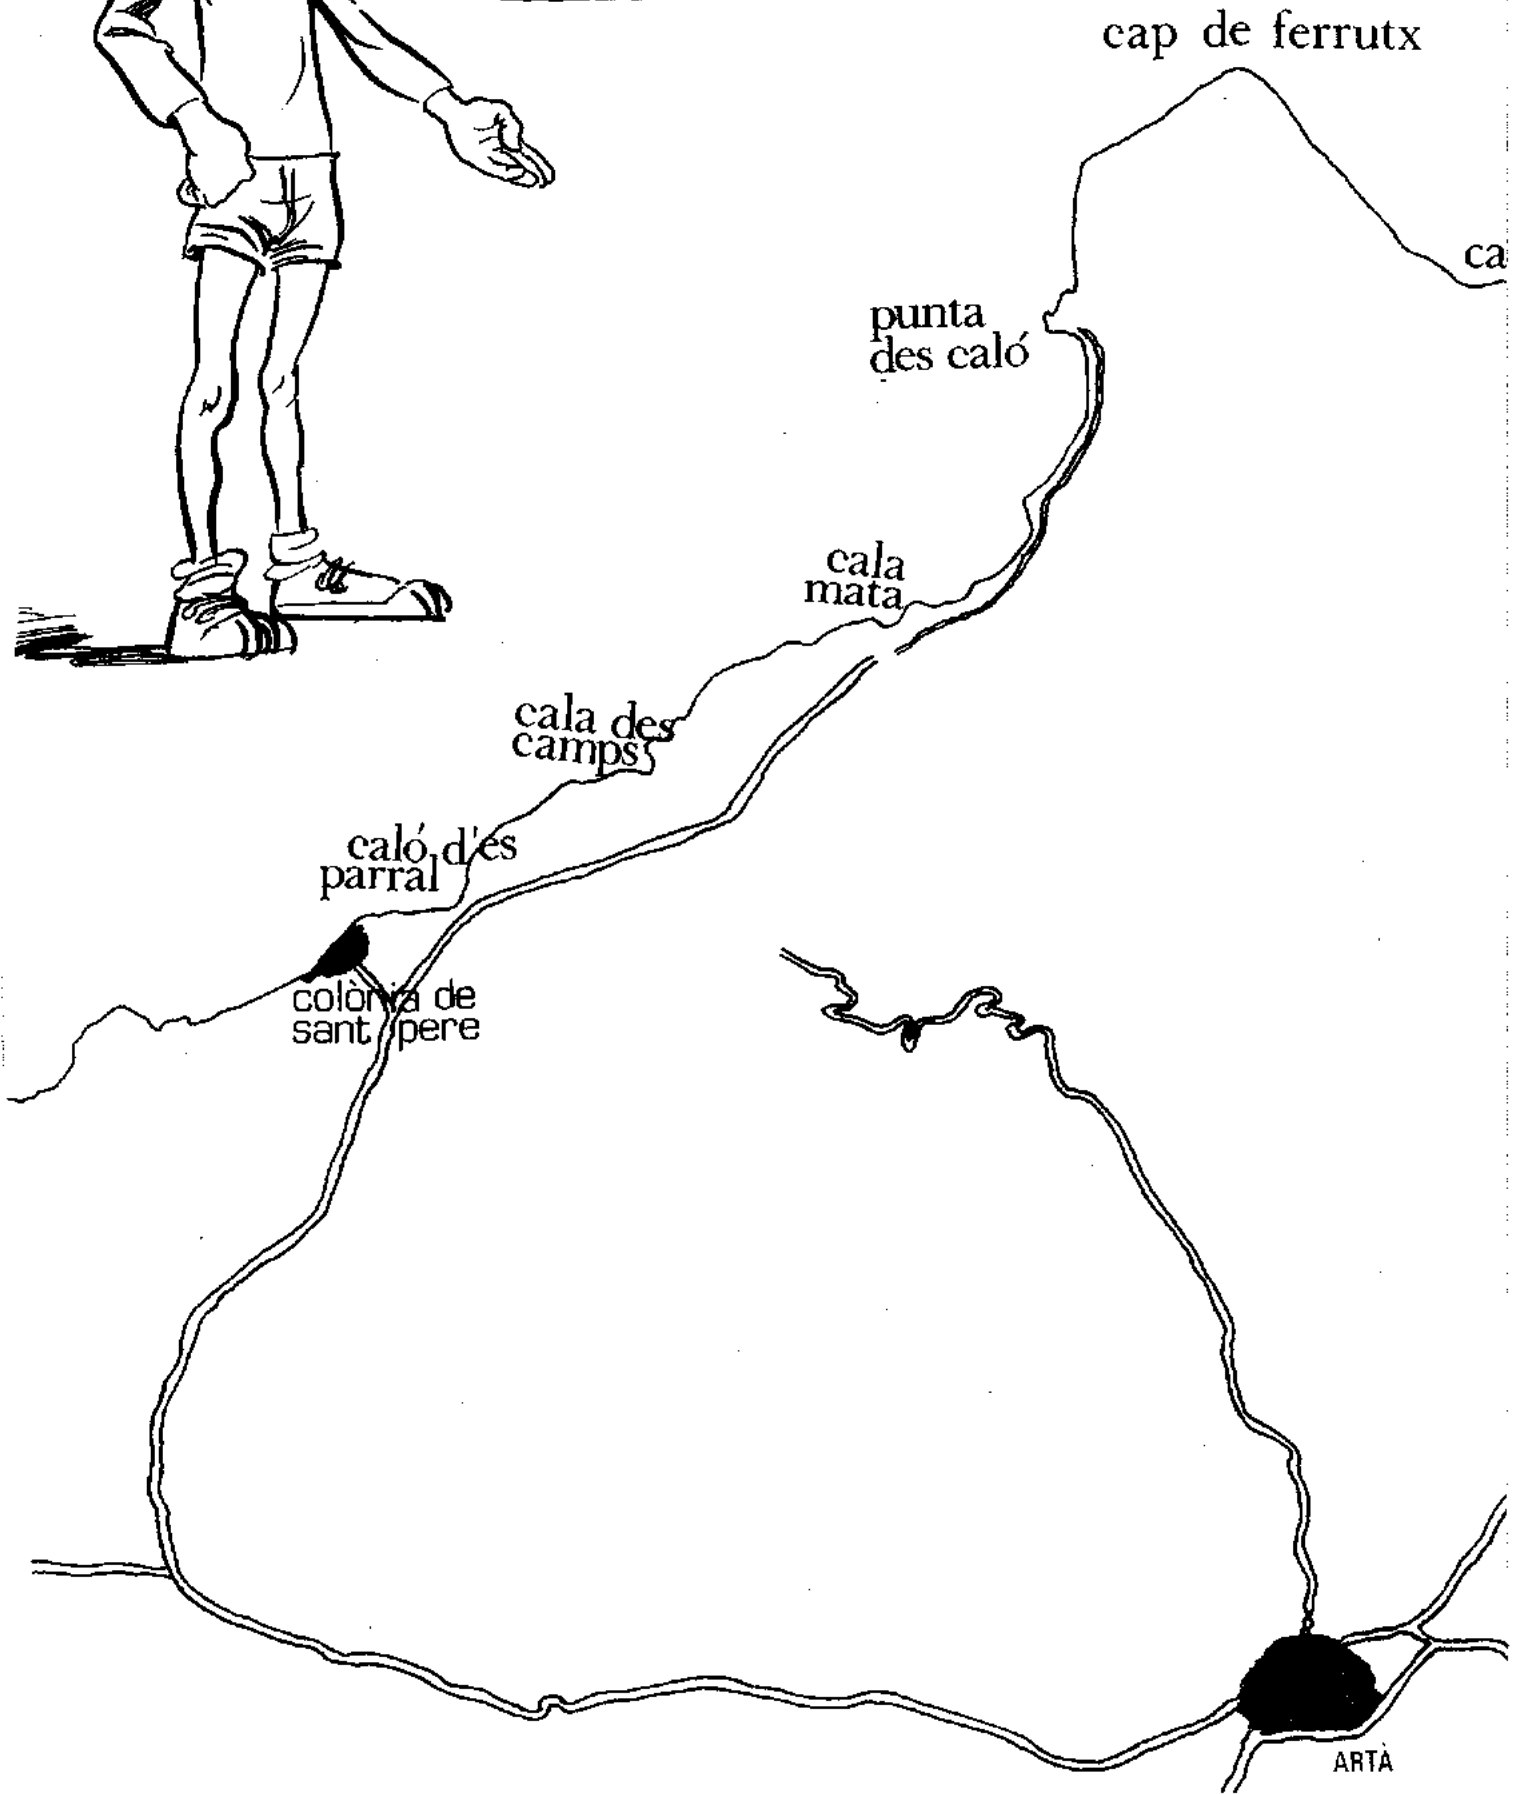 cap de ferrutx
ca
punta
des caló
cala
mata
cala des
camps
caló d'es
parral
colònia de
sant pere
ARTÀ